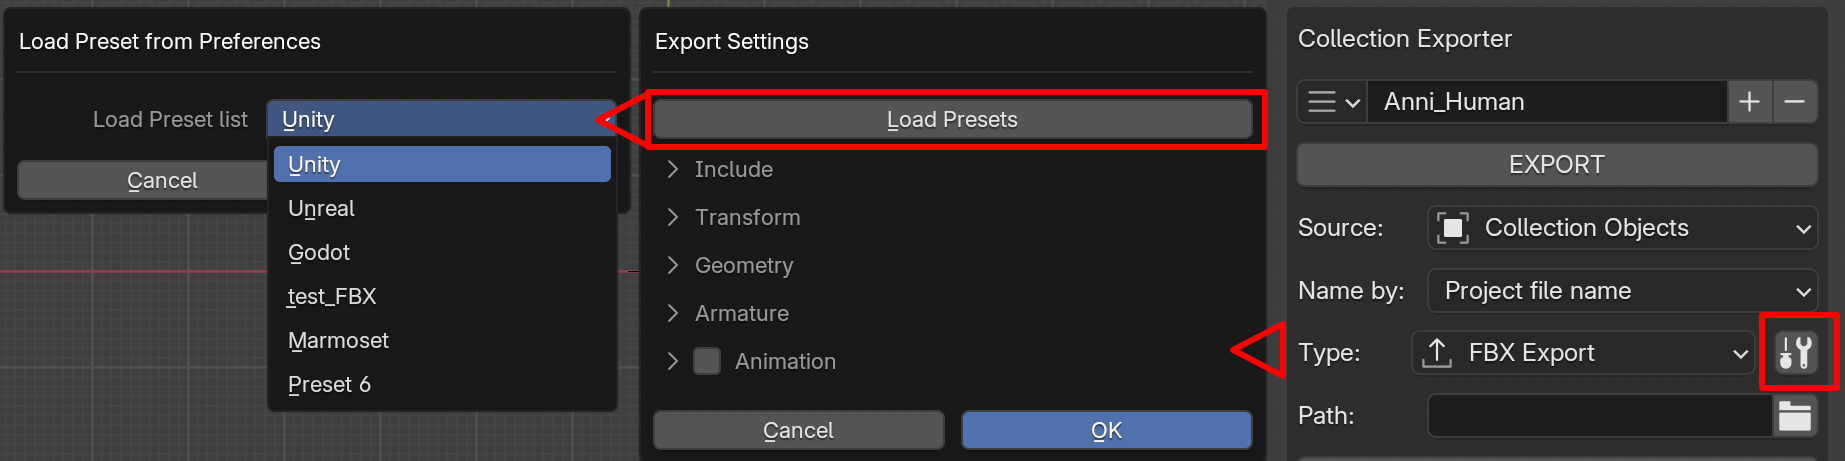 Load Preset from Preferences
Load Preset list
Unity
Unity
Unreal
Godot
test_FBX
Marmoset
Preset 6
Cancel
Export Settings
Load Presets
Include
Transform
Geometry
Armature
Animation
Cancel
OK
Collection Exporter
Anni_Human
EXPORT
Source: Collection Objects
Name by: Project file name
Type: FBX Export
Path: